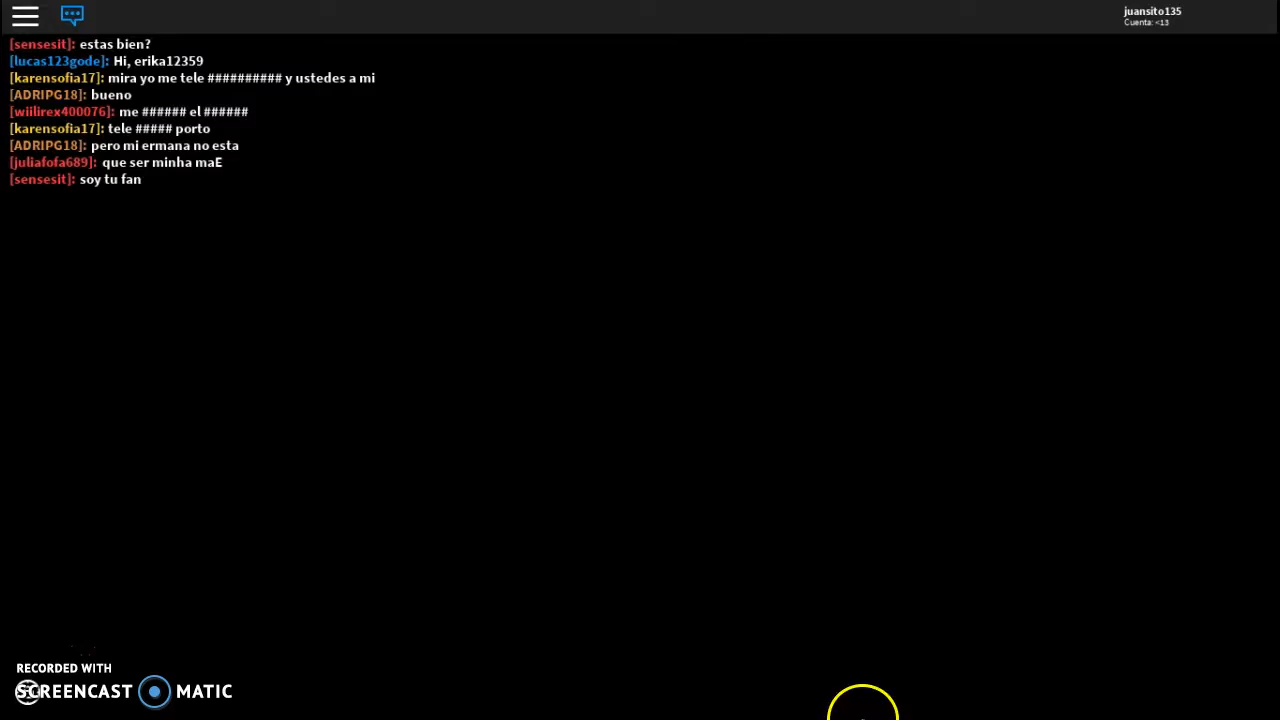 juansito135
Cuenta: <13
[sensesit]: estas bien?
[lucas123gode]: Hi, erika12359
[karensofia17]: mira yo me tele ########## y ustedes a mi
[ADRIPG18]: bueno
[wiilirex400076]: me ###### el ######
[karensofia17]: tele ##### porto
[ADRIPG18]: pero mi ermana no esta
[juliafofa689]: que ser minha maE
[sensesit]: soy tu fan
RECORDED WITH
SCREENCAST MATIC